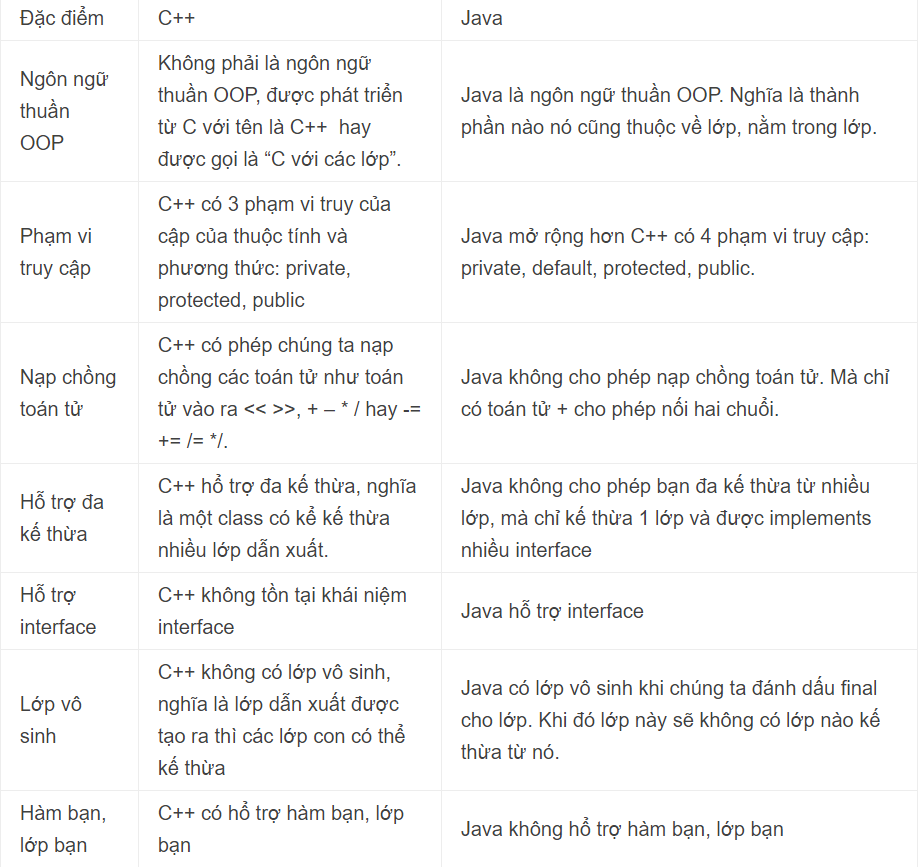 Đặc điểm
C++
Java
Ngôn ngữ
thuần
OOP
Không phải là ngôn ngữ
thuần OOP, được phát triển
từ C với tên là C++ hay
được gọi là “C với các lớp”.
Java là ngôn ngữ thuần OOP. Nghĩa là thành
phần nào nó cũng thuộc về lớp, nằm trong lớp.
Phạm vi
truy cập
C++ có 3 phạm vi truy của
cập của thuộc tính và
phương thức: private,
protected, public
Java mở rộng hơn C++ có 4 phạm vi truy cập:
private, default, protected, public.
Nạp chồng
toán tử
C++ có phép chúng ta nạp
chồng các toán tử như toán
tử vào ra << >>, + – * / hay -=
+= /= */.
Java không cho phép nạp chồng toán tử. Mà chỉ
có toán tử + cho phép nối hai chuổi.
Hỗ trợ đa
kế thừa
C++ hổ trợ đa kế thừa, nghĩa
là một class có kể kế thừa
nhiều lớp dẫn xuất.
Java không cho phép bạn đa kế thừa từ nhiều
lớp, mà chỉ kế thừa 1 lớp và được implements
nhiều interface
Hỗ trợ
interface
C++ không tồn tại khái niệm
interface
Java hỗ trợ interface
Lớp vô
sinh
C++ không có lớp vô sinh,
nghĩa là lớp dẫn xuất được
tạo ra thì các lớp con có thể
kế thừa
Java có lớp vô sinh khi chúng ta đánh dấu final
cho lớp. Khi đó lớp này sẽ không có lớp nào kế
thừa từ nó.
Hàm bạn,
lớp bạn
C++ có hổ trợ hàm bạn, lớp
bạn
Java không hổ trợ hàm bạn, lớp bạn